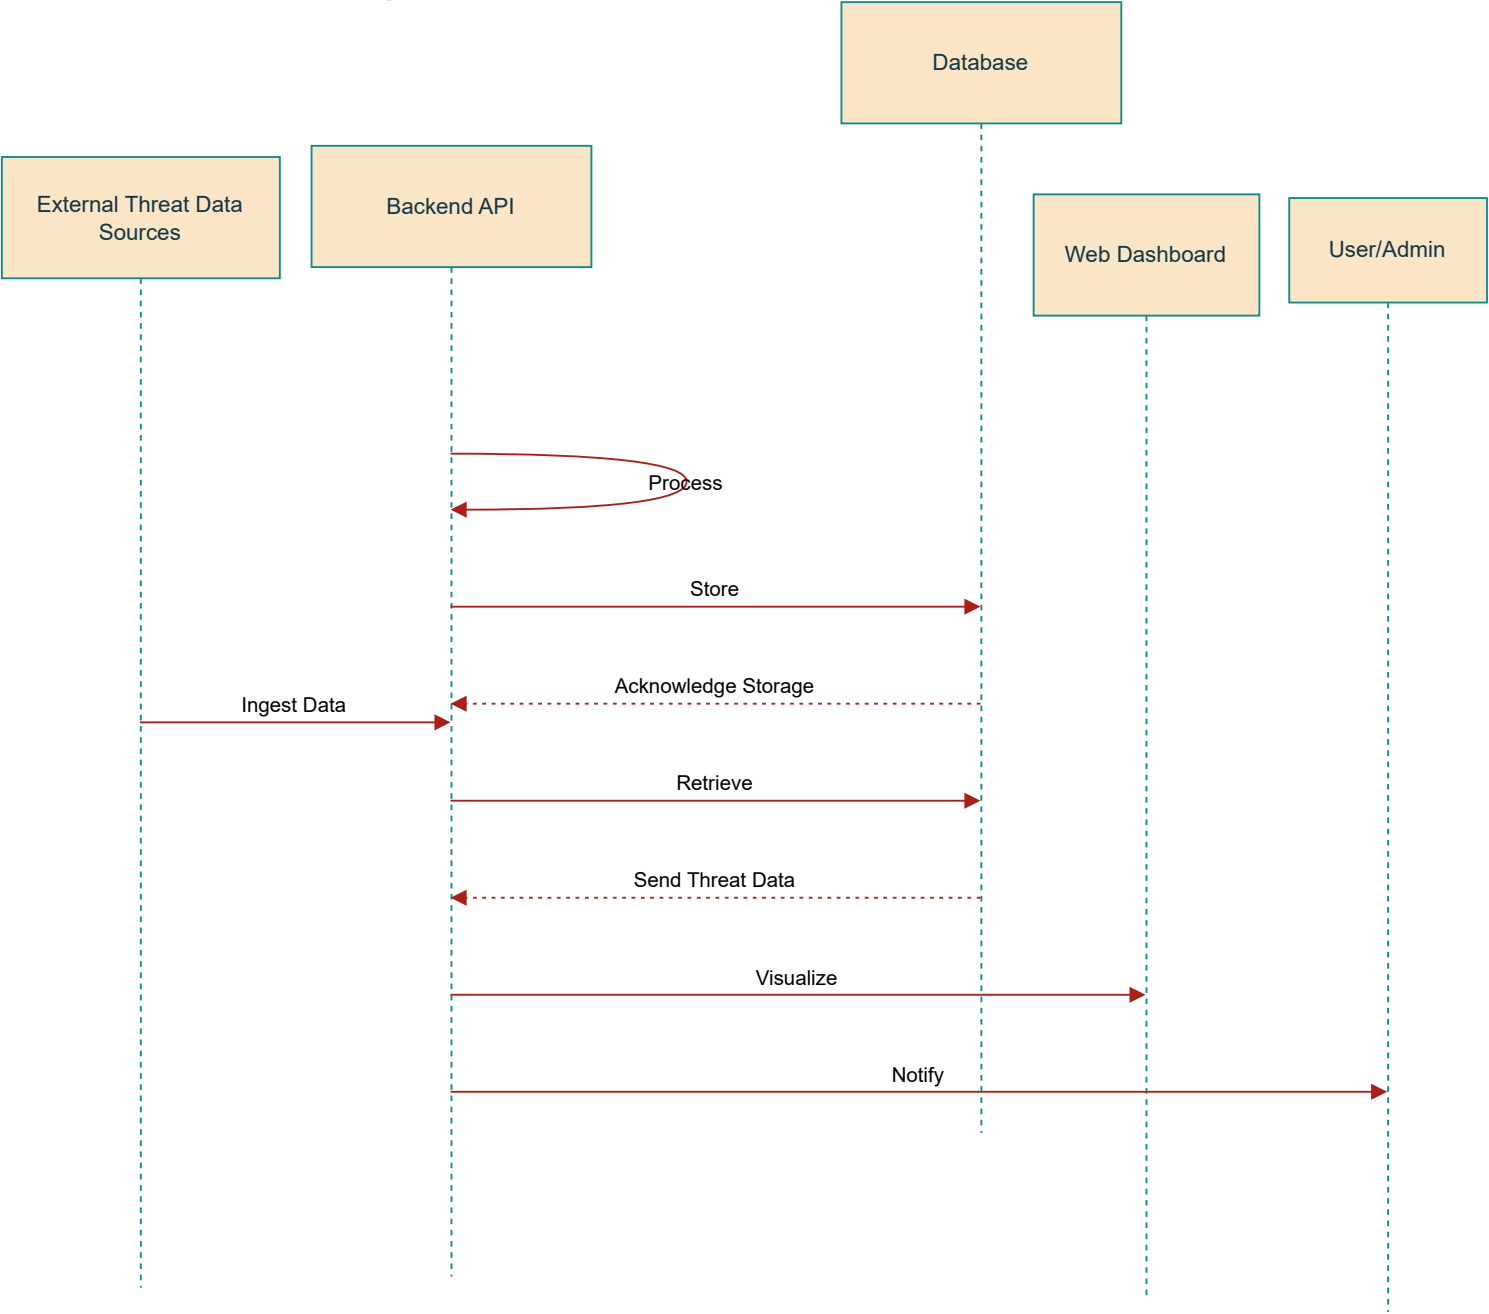 Database
External Threat Data
Sources
Backend API
Web Dashboard
User/Admin
Process
Store
Acknowledge Storage
Ingest Data
Retrieve
Send Threat Data
Visualize
Notify